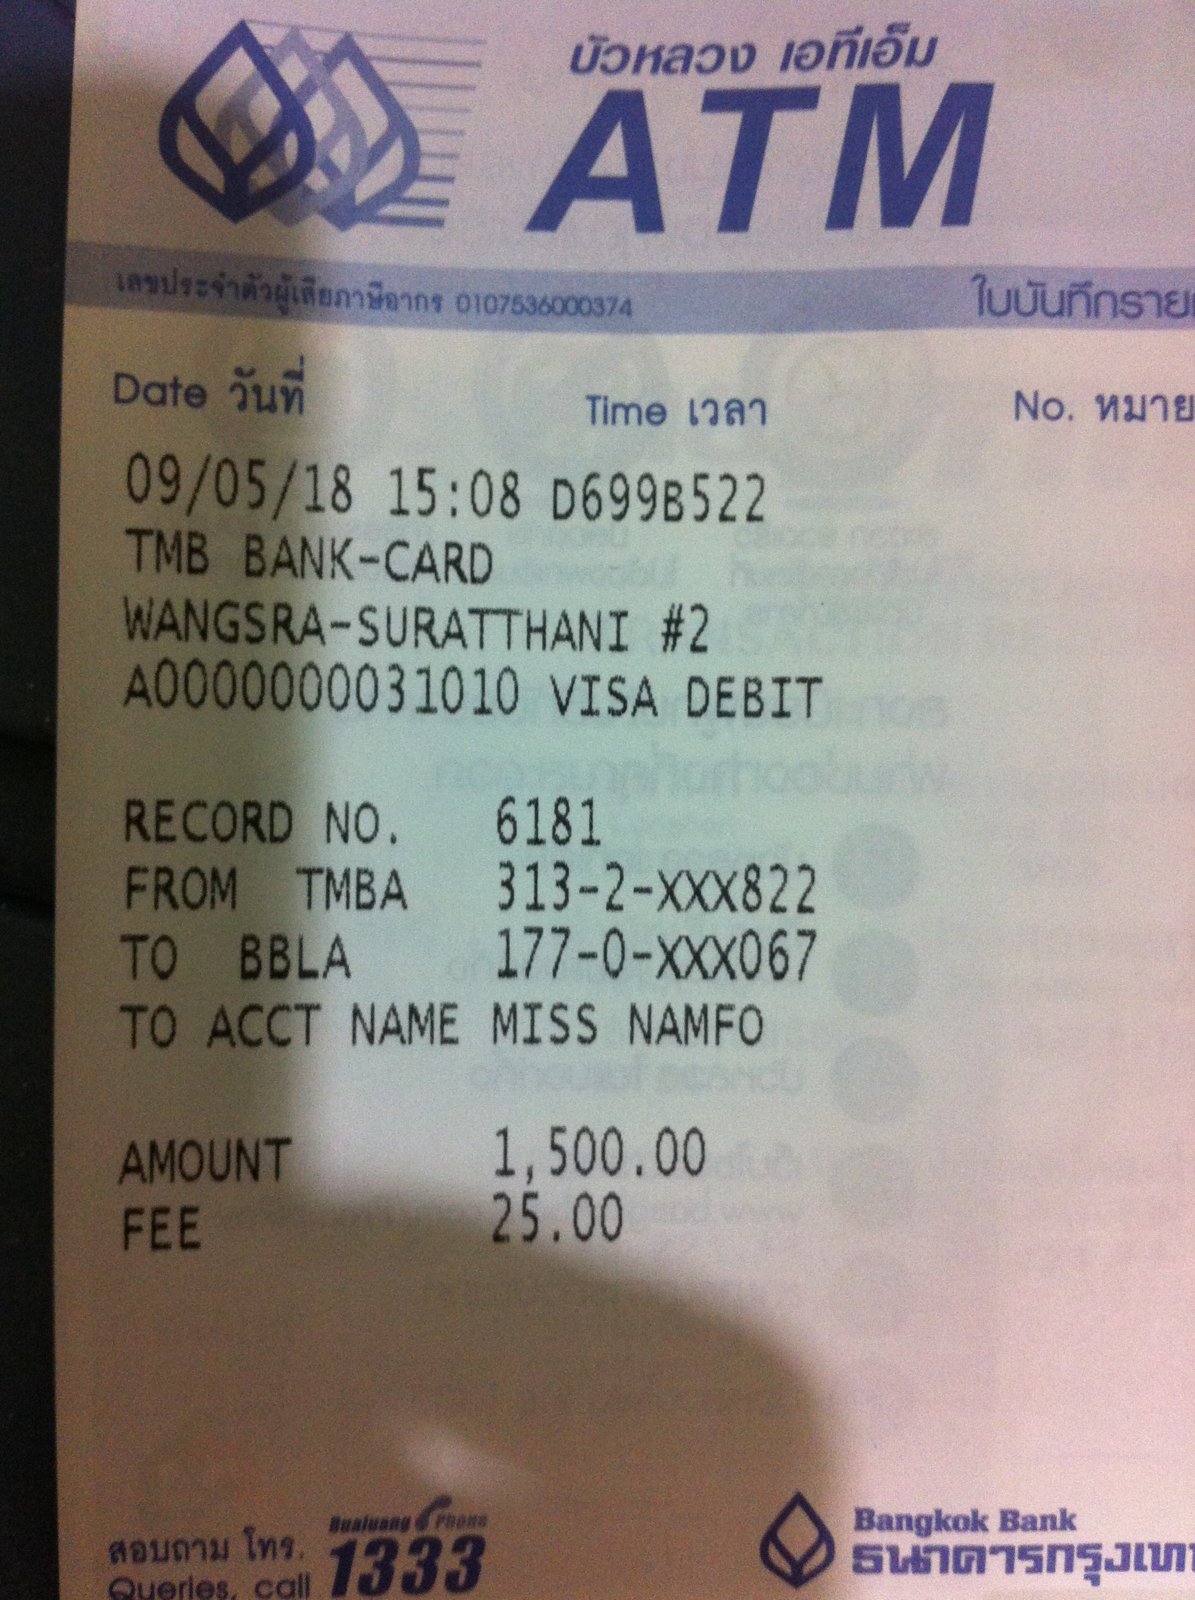 บัวหลวง เอทีเอ็ม
ATM
เลขประจำตัวผู้เสียภาษีอากร 0107536000374 ใบบันทึกราย
Date วันที่ Time เวลา No. หมาย
09/05/18 15:08 D699B522
TMB BANK-CARD
WANGSRA-SURATTHANI #2
A0000000031010 VISA DEBIT
RECORD NO. 6181
FROM TMBA 313-2-XXX822
TO BBLA 177-0-XXX067
TO ACCT NAME MISS NAMFO
AMOUNT 1,500.00
FEE 25.00
สอบถาม โทร. Bualuang Phone
Queries, call 1333
Bangkok Bank
ธนาคารกรุงเท